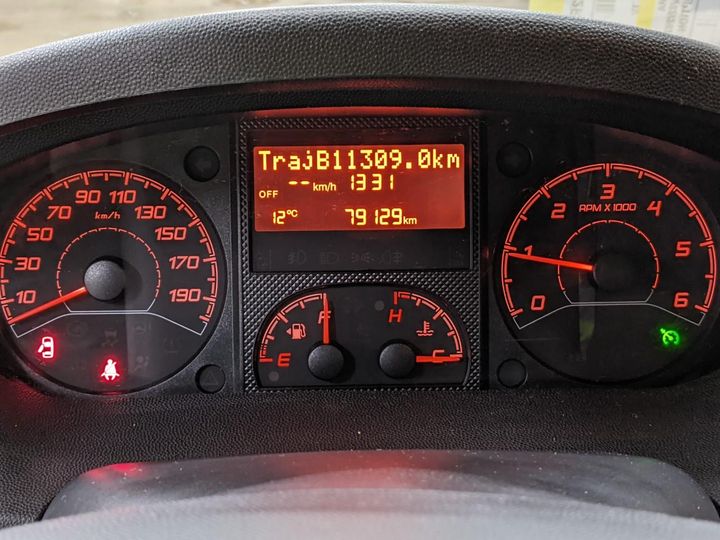 TrajB11309.0km
OFF --km/h 1331
12°C 79129km
10 30 50 70 90 110 130 150 170 190
km/h
0 1 2 3 4 5 6
RPM X 1000
E F
H C